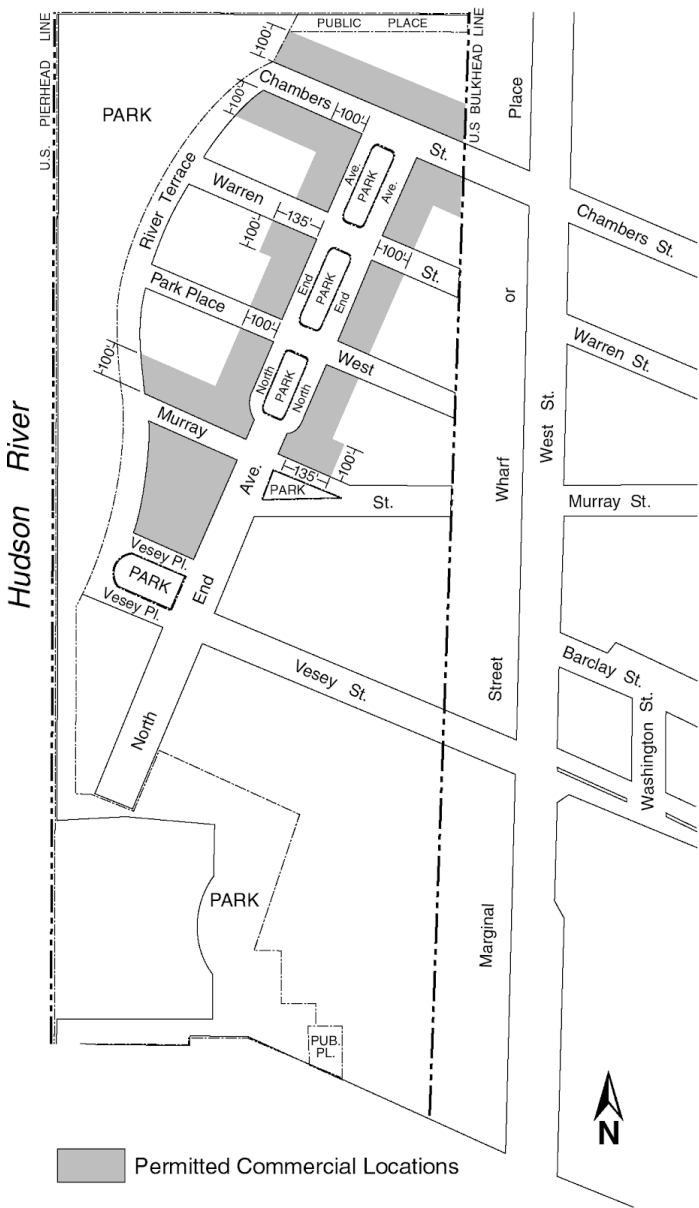 U.S. PIERHEAD LINE
PUBLIC PLACE
U.S BULKHEAD LINE
Place
-100'-
PARK
Chambers
-100'-
-100'-
St.
Ave.
PARK
Ave.
River Terrace
Warren
-135'-
-100'-
Chambers St.
-100'-
St.
End
PARK
End
or
Park Place
-100'-
Warren St.
West
North
PARK
North
-100'-
Murray
West St.
Hudson River
Ave.
-135'-
-100'-
PARK
St.
Wharf
Murray St.
Vesey Pl.
PARK
Vesey Pl.
End
Vesey St.
Street
Barclay St.
Washington St.
North
PARK
Marginal
PUB.
PL.
N
Permitted Commercial Locations